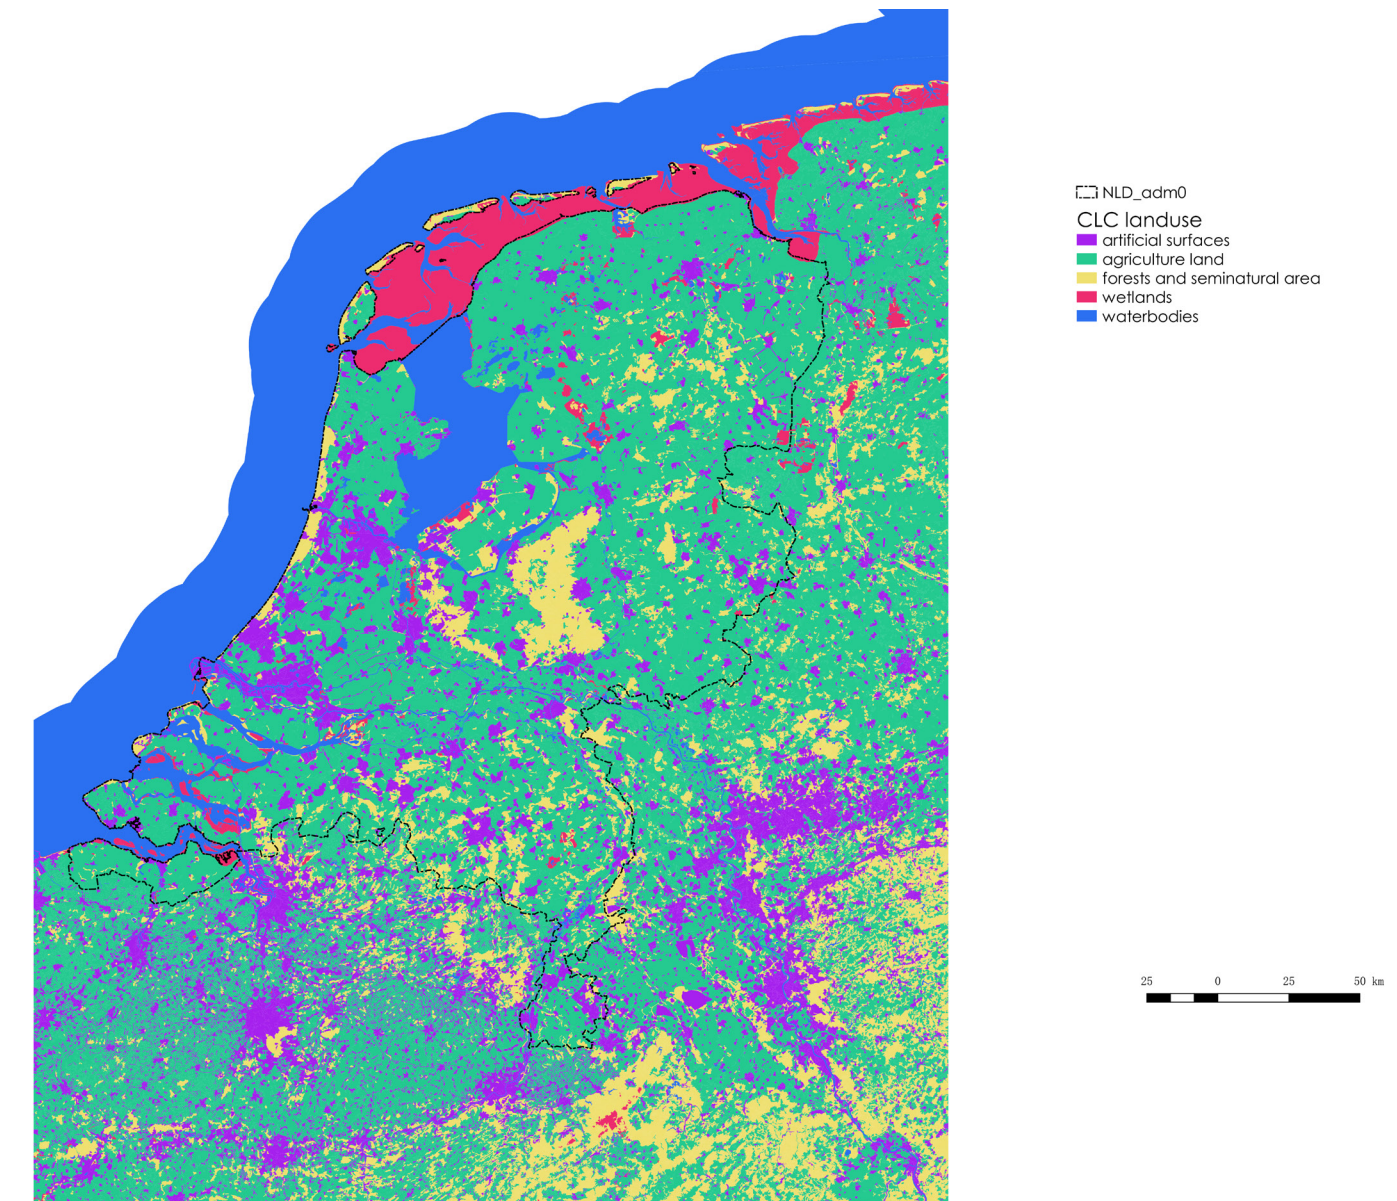 NLD_adm0
CLC landuse
artificial surfaces
agriculture land
forests and seminatural area
wetlands
waterbodies
25 0 25 50 km